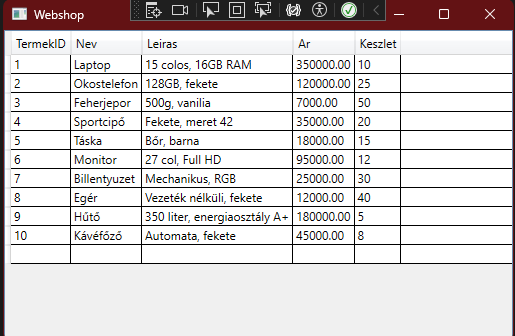 Webshop
TermekID Nev Leiras Ar Keszlet
1 Laptop 15 colos, 16GB RAM 350000.00 10
2 Okostelefon 128GB, fekete 120000.00 25
3 Feherjepor 500g, vanilia 7000.00 50
4 Sportcipő Fekete, meret 42 35000.00 20
5 Táska Bőr, barna 18000.00 15
6 Monitor 27 col, Full HD 95000.00 12
7 Billentyuzet Mechanikus, RGB 25000.00 30
8 Egér Vezeték nélküli, fekete 12000.00 40
9 Hűtő 350 liter, energiaosztály A+ 180000.00 5
10 Kávéfőző Automata, fekete 45000.00 8